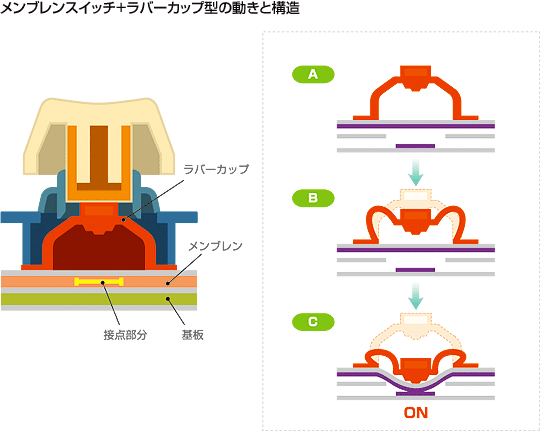 メンブレンスイッチ+ラバーカップ型の動きと構造
ラバーカップ
メンブレン
接点部分
基板
A
B
C
ON